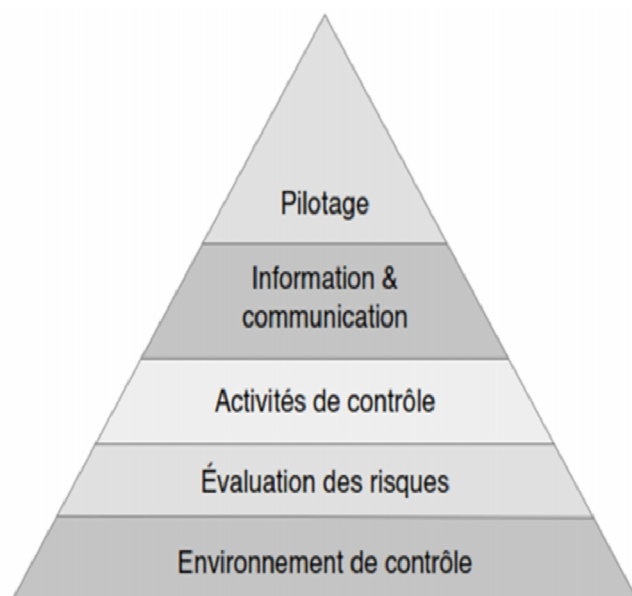 Pilotage
Information &
communication
Activités de contrôle
Évaluation des risques
Environnement de contrôle